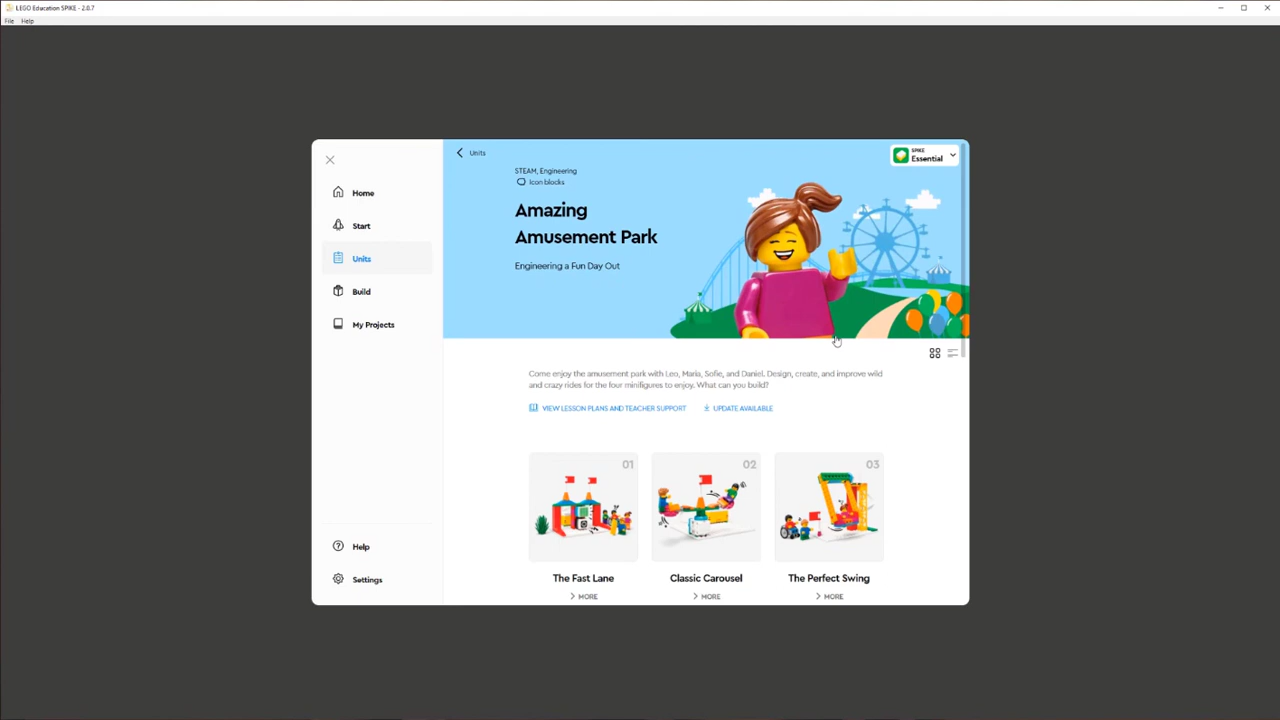 LEGO Education SPIKE - 2.0.7
File Help
Units
SPIKE
Essential
STEAM, Engineering
Icon blocks
Amazing
Amusement Park
Engineering a Fun Day Out
Home
Start
Units
Build
My Projects
Help
Settings
Come enjoy the amusement park with Leo, Maria, Sofie, and Daniel. Design, create, and improve wild
and crazy rides for the four minifigures to enjoy. What can you build?
VIEW LESSON PLANS AND TEACHER SUPPORT UPDATE AVAILABLE
01 02 03
The Fast Lane Classic Carousel The Perfect Swing
MORE MORE MORE